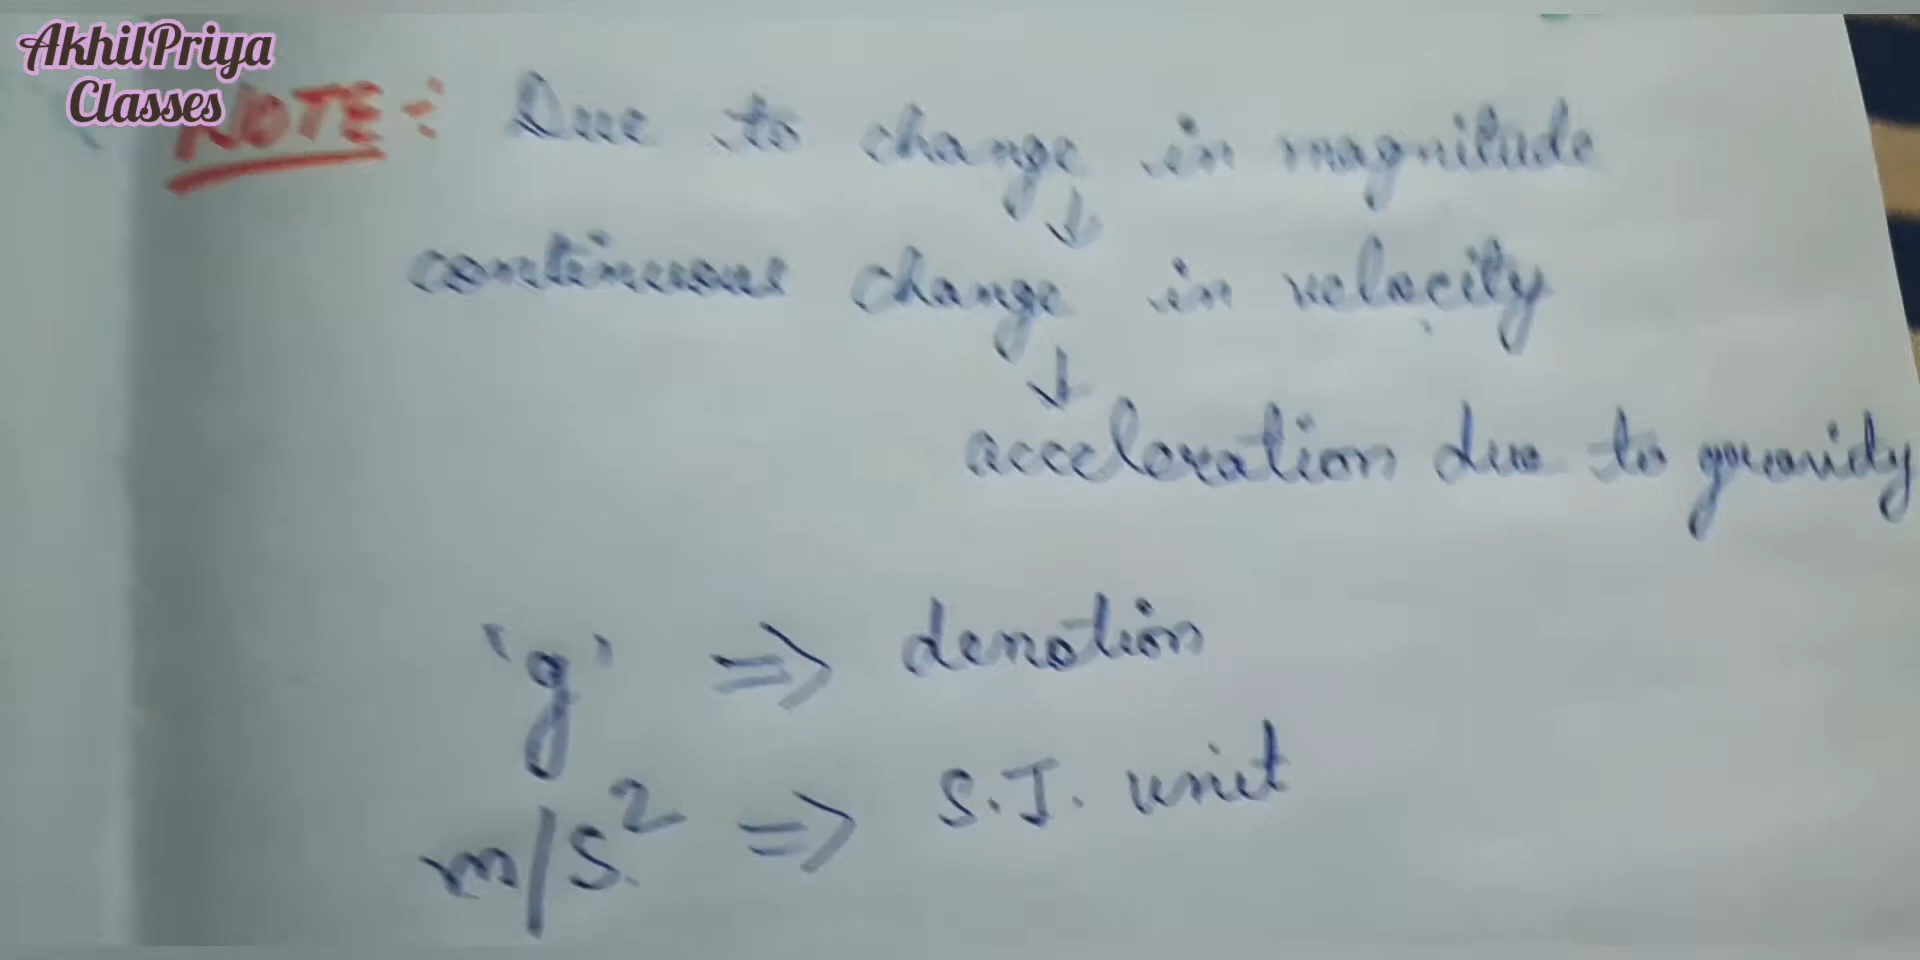 AkhilPriya
Classes
NOTE :- Due to change in magnitude
↓
continuous change in velocity
↓
acceleration due to gravity
'g' => denotion
m/s² => S.I. unit